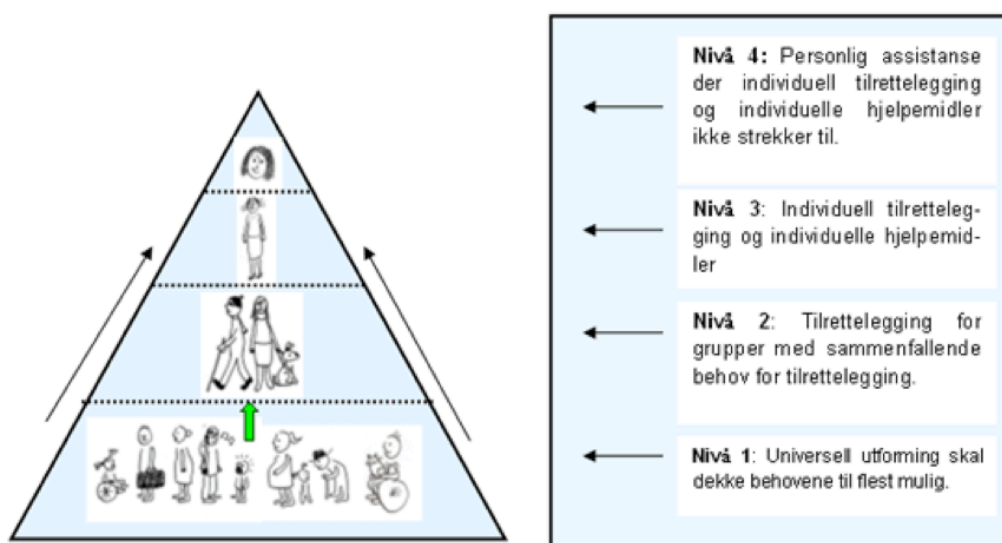 Nivå 4: Personlig assistanse
der individuell tilrettelegging
og individuelle hjelpemidler
ikke strekker til.
Nivå 3: Individuell tilretteleg-
ging og individuelle hjelpemid-
ler
Nivå 2: Tilrettelegging for
grupper med sammenfallende
behov for tilrettelegging.
Nivå 1: Universell utforming skal
dekke behovene til flest mulig.